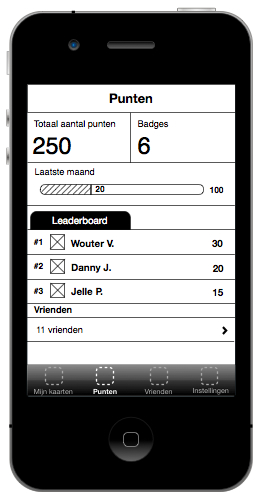 Punten
Totaal aantal punten Badges
250 6
Laatste maand
20 100
Leaderboard
#1 Wouter V. 30
#2 Danny J. 20
#3 Jelle P. 15
Vrienden
11 vrienden
Mijn kaarten Punten Vrienden Instellingen